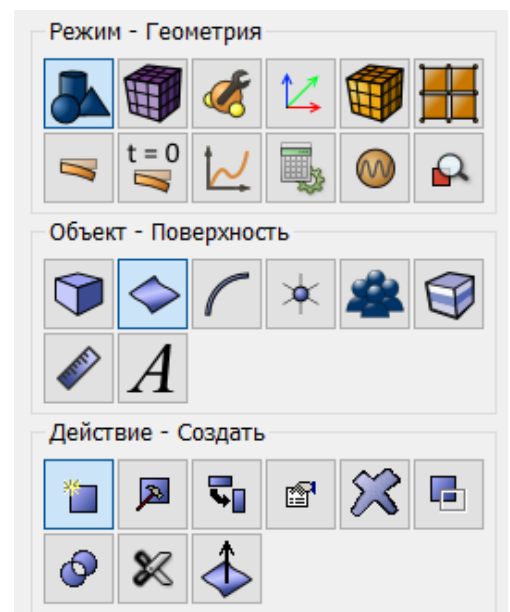 Режим - Геометрия
t = 0
Объект - Поверхность
A
Действие - Создать